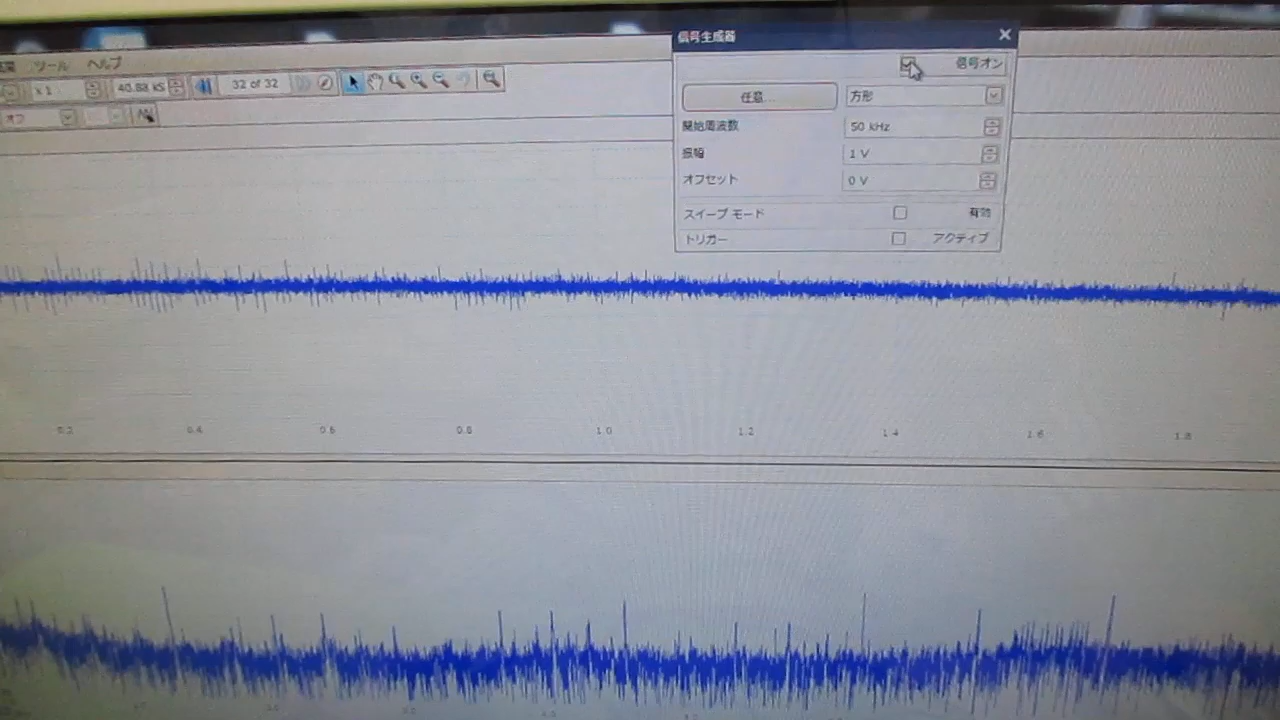 信号生成器
ツール ヘルプ
信号オン
x 1 40.88 kS 32 of 32
任意... 方形
オフ
開始周波数 50 kHz
振幅 1 V
オフセット 0 V
スイープ モード 有効
トリガー アクティブ
0.2 0.4 0.6 0.8 1.0 1.2 1.4 1.6 1.8